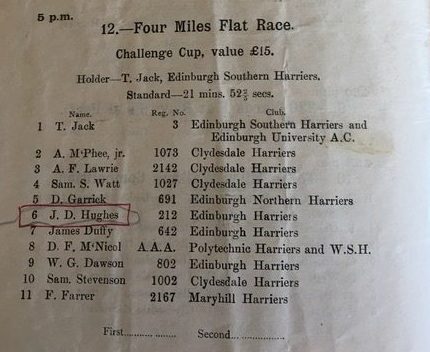 5 p.m.
12.—Four Miles Flat Race.
Challenge Cup, value £15.
Holder—T. Jack, Edinburgh Southern Harriers.
Standard—21 mins. 52⅔ secs.
Name. Reg. No. Club.
1 T. Jack 3 Edinburgh Southern Harriers and
Edinburgh University A.C.
2 A. M'Phee, jr. 1073 Clydesdale Harriers
3 A. F. Lawrie 2142 Clydesdale Harriers
4 Sam. S. Watt 1027 Clydesdale Harriers
5 D. Garrick 691 Edinburgh Northern Harriers
6 J. D. Hughes 212 Edinburgh Harriers
7 James Duffy 642 Edinburgh Harriers
8 D. F. M'Nicol A.A.A. Polytechnic Harriers and W.S.H.
9 W. G. Dawson 802 Edinburgh Harriers
10 Sam. Stevenson 1002 Clydesdale Harriers
11 F. Farrer 2167 Maryhill Harriers
First.................. Second..................